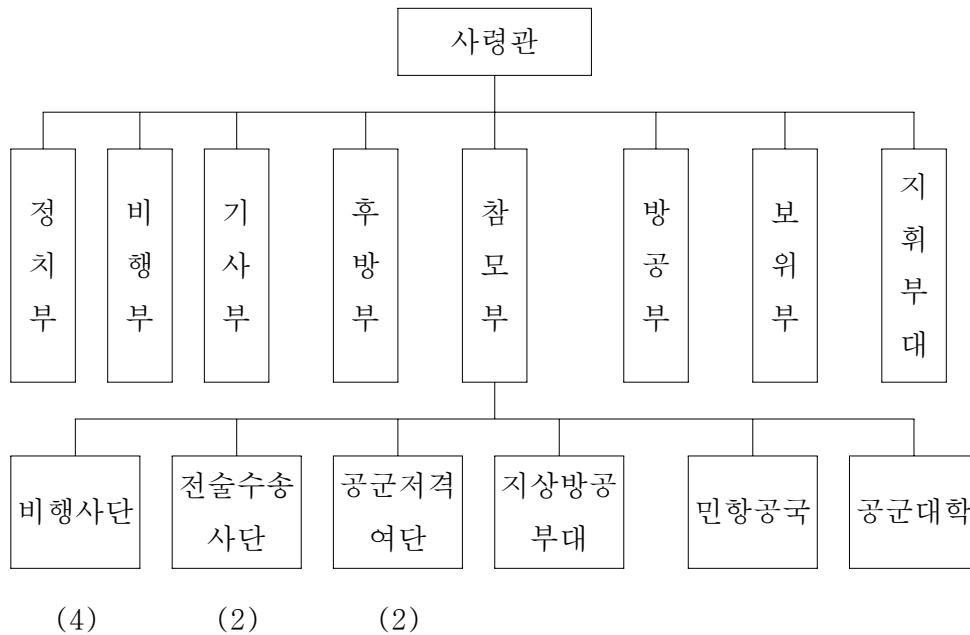 사령관
정치부
비행부
기사부
후방부
참모부
방공부
보위부
지휘부대
비행사단
전술수송
사단
공군저격
여단
지상방공
부대
민항공국
공군대학
(4)
(2)
(2)